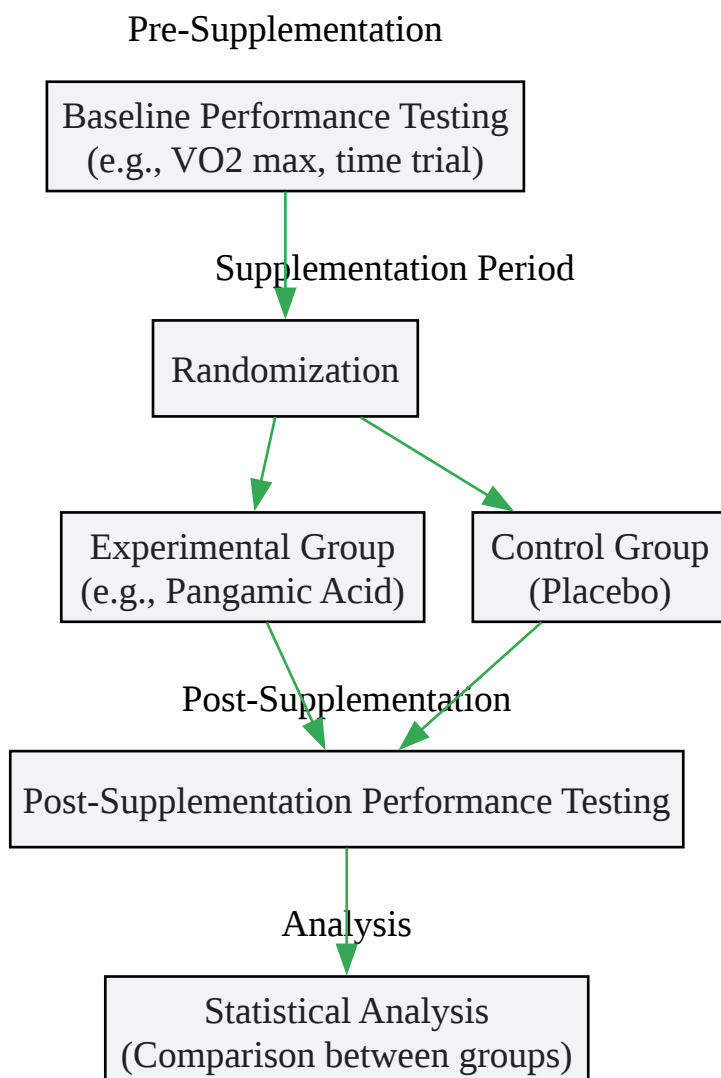 Pre-Supplementation
Baseline Performance Testing
(e.g., VO2 max, time trial)
Supplementation Period
Randomization
Experimental Group
(e.g., Pangamic Acid)
Control Group
(Placebo)
Post-Supplementation
Post-Supplementation Performance Testing
Analysis
Statistical Analysis
(Comparison between groups)